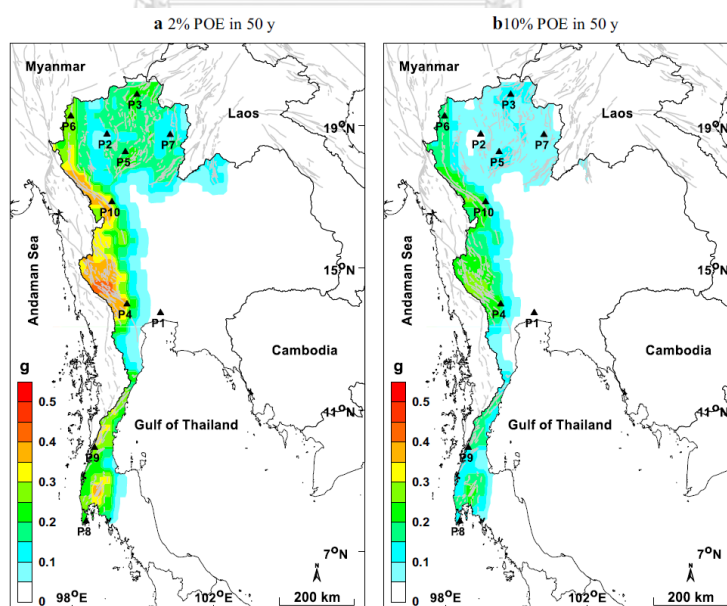 a 2% POE in 50 y
b10% POE in 50 y
Myanmar
Laos
19°N
15°N
11°N
7°N
98°E
102°E
Andaman Sea
Gulf of Thailand
Cambodia
P3
P6
P2
P5
P7
P10
P4
P1
P9
P8
g
0.5
0.4
0.3
0.2
0.1
0
N
200 km
Myanmar
Laos
19°N
15°N
11°N
7°N
98°E
102°E
Andaman Sea
Gulf of Thailand
Cambodia
P3
P6
P2
P5
P7
P10
P4
P1
P9
P8
g
0.5
0.4
0.3
0.2
0.1
0
N
200 km